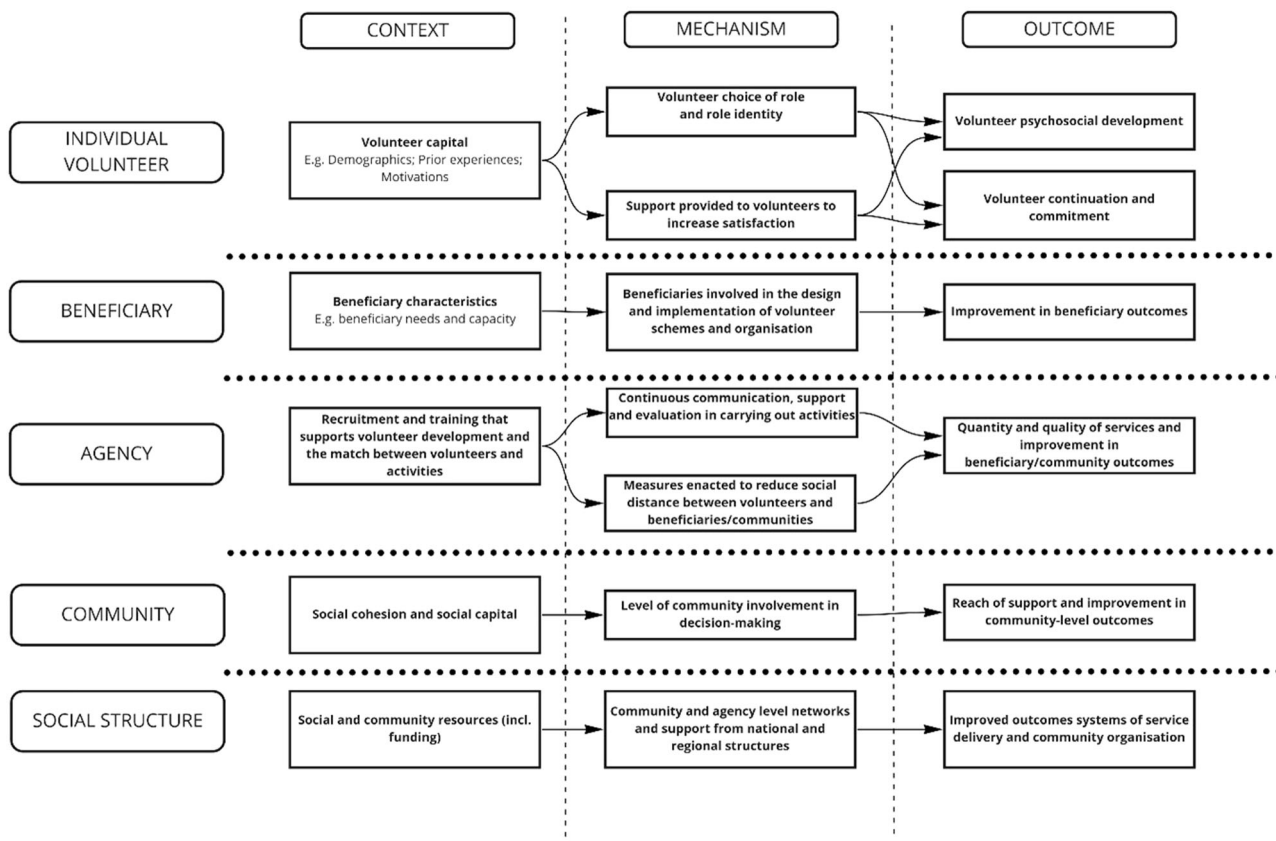 CONTEXT
MECHANISM
OUTCOME
INDIVIDUAL
VOLUNTEER
Volunteer capital
E.g. Demographics; Prior experiences;
Motivations
Volunteer choice of role
and role identity
Support provided to volunteers to
increase satisfaction
Volunteer psychosocial development
Volunteer continuation and
commitment
BENEFICIARY
Beneficiary characteristics
E.g. beneficiary needs and capacity
Beneficiaries involved in the design
and implementation of volunteer
schemes and organisation
Improvement in beneficiary outcomes
AGENCY
Recruitment and training that
supports volunteer development and
the match between volunteers and
activities
Continuous communication, support
and evaluation in carrying out activities
Measures enacted to reduce social
distance between volunteers and
beneficiaries/communities
Quantity and quality of services and
improvement in
beneficiary/community outcomes
COMMUNITY
Social cohesion and social capital
Level of community involvement in
decision-making
Reach of support and improvement in
community-level outcomes
SOCIAL STRUCTURE
Social and community resources (incl.
funding)
Community and agency level networks
and support from national and
regional structures
Improved outcomes systems of service
delivery and community organisation